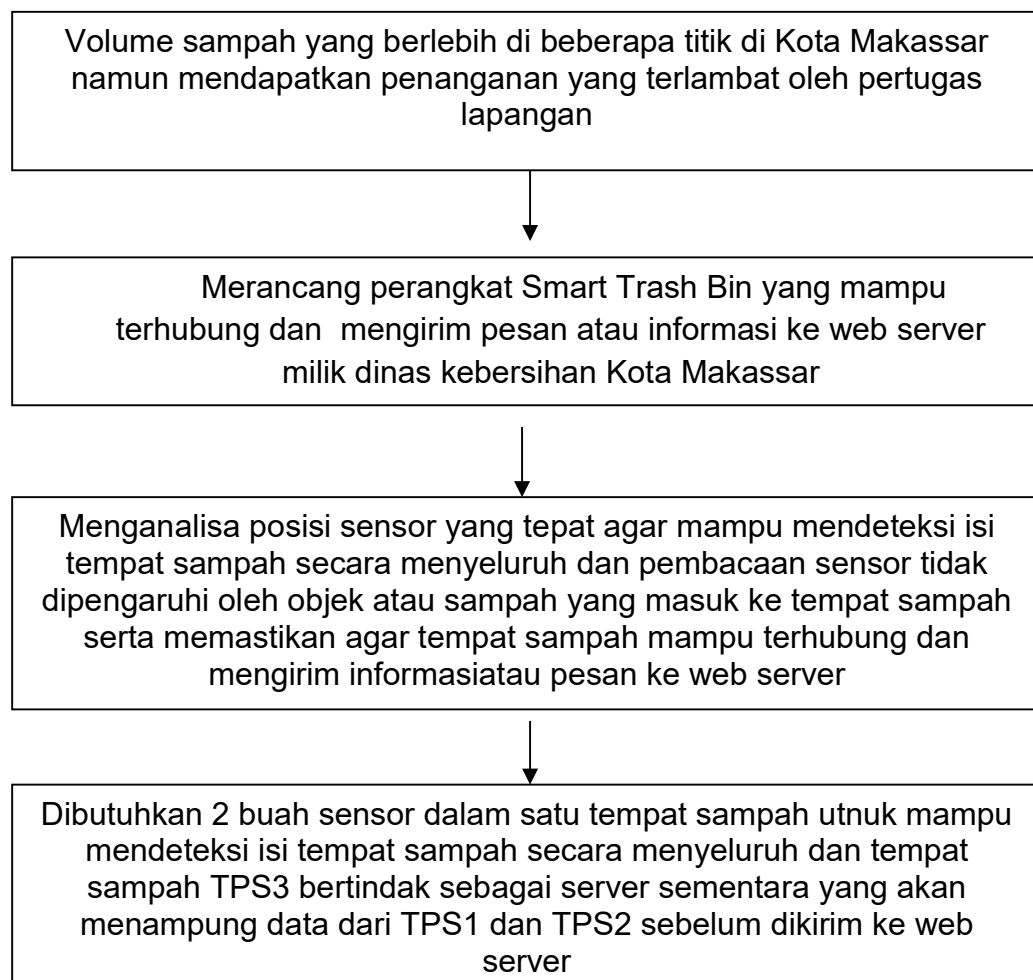 Volume sampah yang berlebih di beberapa titik di Kota Makassar
namun mendapatkan penanganan yang terlambat oleh pertugas
lapangan
Merancang perangkat Smart Trash Bin yang mampu
terhubung dan mengirim pesan atau informasi ke web server
milik dinas kebersihan Kota Makassar
Menganalisa posisi sensor yang tepat agar mampu mendeteksi isi
tempat sampah secara menyeluruh dan pembacaan sensor tidak
dipengaruhi oleh objek atau sampah yang masuk ke tempat sampah
serta memastikan agar tempat sampah mampu terhubung dan
mengirim informasiatau pesan ke web server
Dibutuhkan 2 buah sensor dalam satu tempat sampah utnuk mampu
mendeteksi isi tempat sampah secara menyeluruh dan tempat
sampah TPS3 bertindak sebagai server sementara yang akan
menampung data dari TPS1 dan TPS2 sebelum dikirim ke web
server